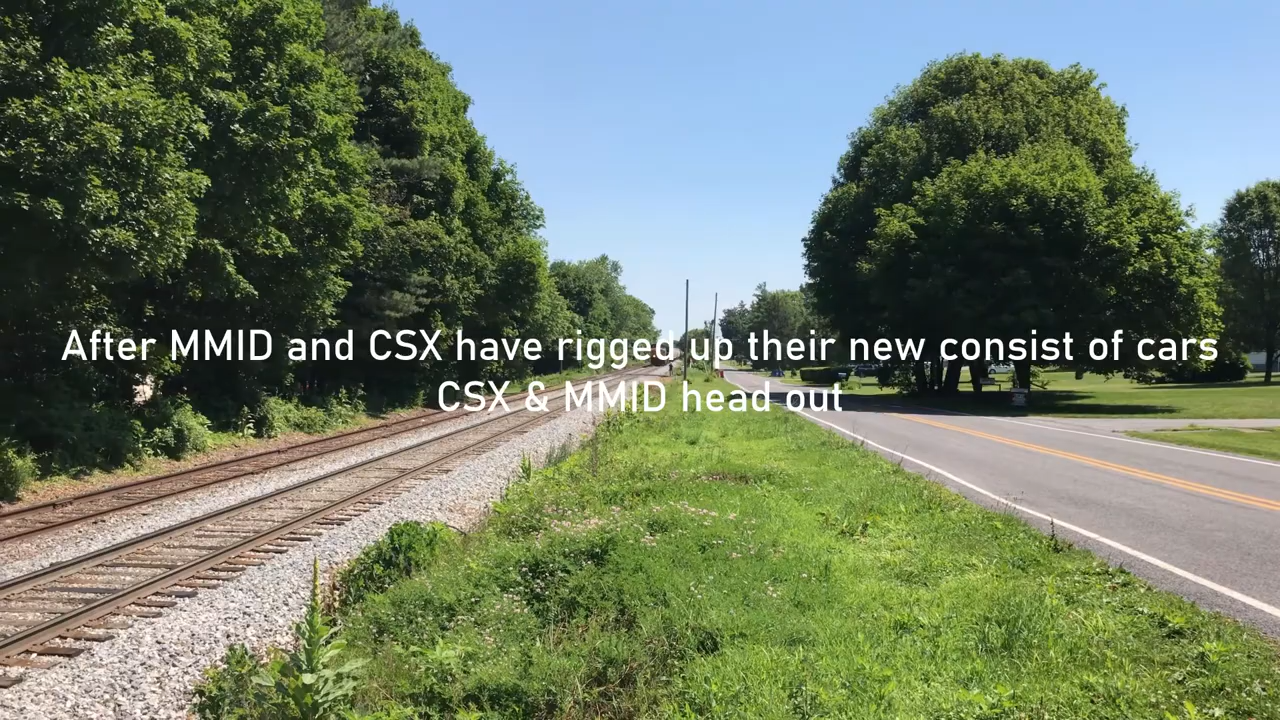 After MMID and CSX have rigged up their new consist of cars
CSX & MMID head out